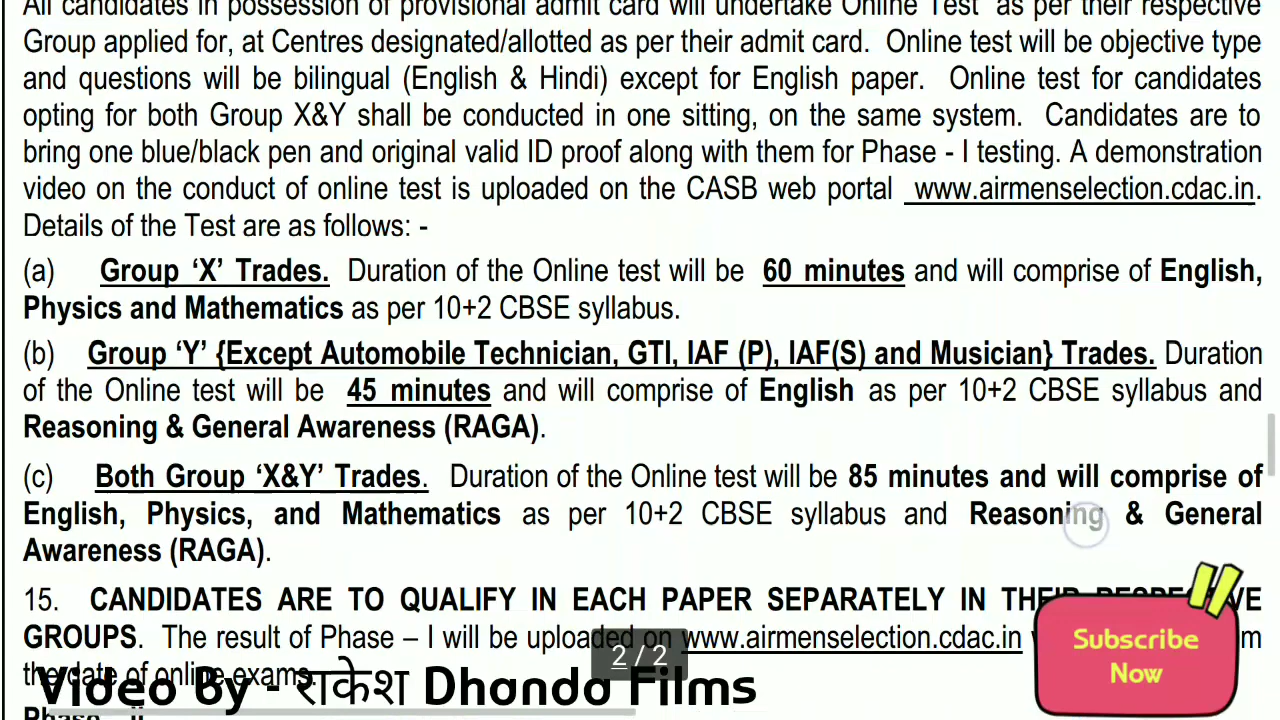 All candidates in possession of provisional admit card will undertake Online Test as per their respective
Group applied for, at Centres designated/allotted as per their admit card. Online test will be objective type
and questions will be bilingual (English & Hindi) except for English paper. Online test for candidates
opting for both Group X&Y shall be conducted in one sitting, on the same system. Candidates are to
bring one blue/black pen and original valid ID proof along with them for Phase - I testing. A demonstration
video on the conduct of online test is uploaded on the CASB web portal www.airmenselection.cdac.in.
Details of the Test are as follows: -
(a) Group ‘X’ Trades. Duration of the Online test will be 60 minutes and will comprise of English,
Physics and Mathematics as per 10+2 CBSE syllabus.
(b) Group ‘Y’ {Except Automobile Technician, GTI, IAF (P), IAF(S) and Musician} Trades. Duration
of the Online test will be 45 minutes and will comprise of English as per 10+2 CBSE syllabus and
Reasoning & General Awareness (RAGA).
(c) Both Group ‘X&Y’ Trades. Duration of the Online test will be 85 minutes and will comprise of
English, Physics, and Mathematics as per 10+2 CBSE syllabus and Reasoning & General
Awareness (RAGA).
15. CANDIDATES ARE TO QUALIFY IN EACH PAPER SEPARATELY IN THEIR RESPECTIVE
GROUPS. The result of Phase – I will be uploaded on www.airmenselection.cdac.in
the date of online exams.
2 / 2
Subscribe
Now
Video By - राकेश Dhanda Films
Phase - II